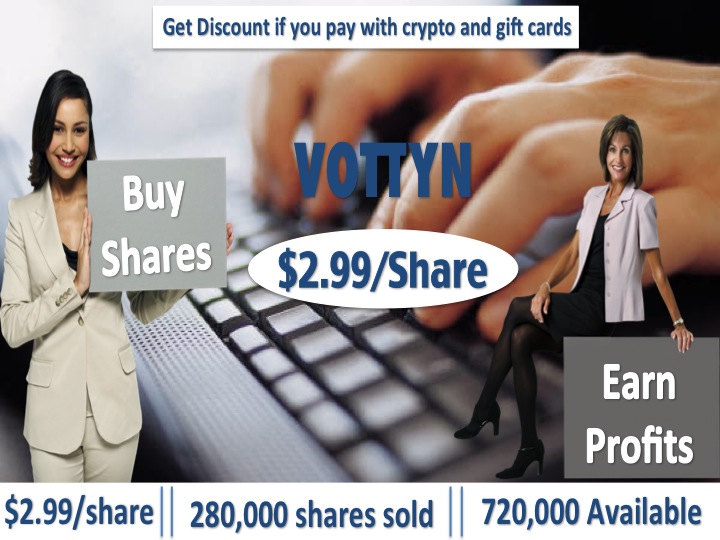 Get Discount if you pay with crypto and gift cards
VOTTYN
Buy
Shares
$2.99/Share
Earn
Profits
$2.99/share || 280,000 shares sold || 720,000 Available